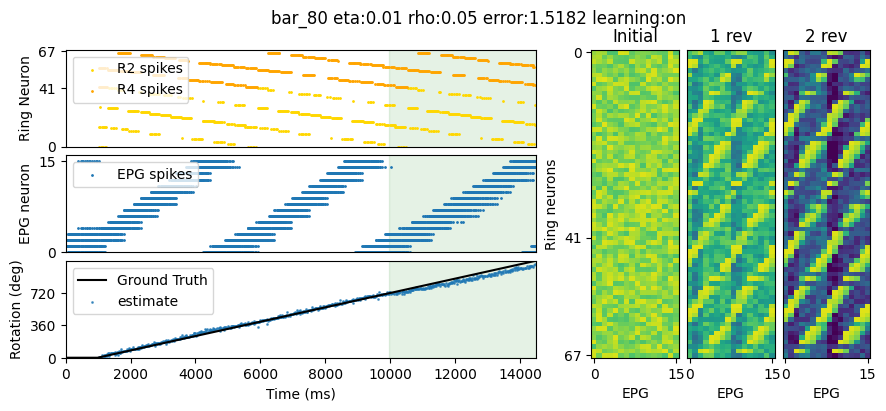 bar_80 eta:0.01 rho:0.05 error:1.5182 learning:on
Initial 1 rev 2 rev
67
41
0
Ring Neuron
R2 spikes
R4 spikes
15
0
EPG neuron
EPG spikes
720
360
0
Rotation (deg)
Ground Truth
estimate
0 2000 4000 6000 8000 10000 12000 14000
Time (ms)
0
41
67
Ring neurons
0 15 0 15 0 15
EPG EPG EPG